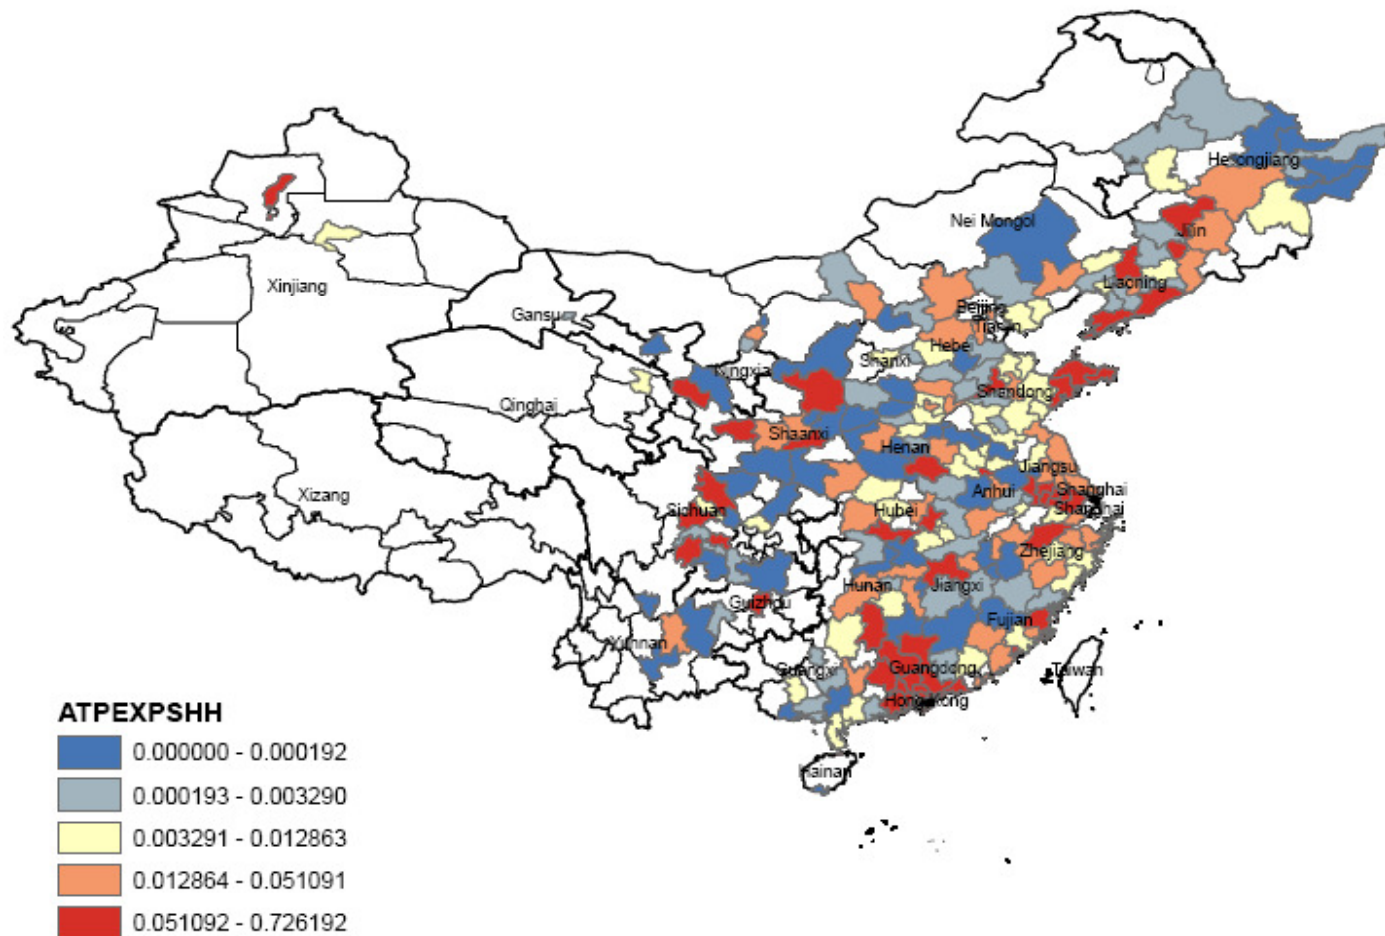 Heilongjiang
Nei Mongol
Jilin
Xinjiang
Gansu
Liaoning
Beijing
Tianjin
Hebei
Shanxi
Ningxia
Shandong
Qinghai
Shaanxi
Henan
Jiangsu
Xizang
Sichuan
Hubei
Anhui
Shanghai
Shanghai
Zhejiang
Hunan
Jiangxi
Guizhou
Fujian
Yunnan
Guangxi
Guangdong
Taiwan
Hong Kong
Hainan
ATPEXPSHH
0.000000 - 0.000192
0.000193 - 0.003290
0.003291 - 0.012863
0.012864 - 0.051091
0.051092 - 0.726192